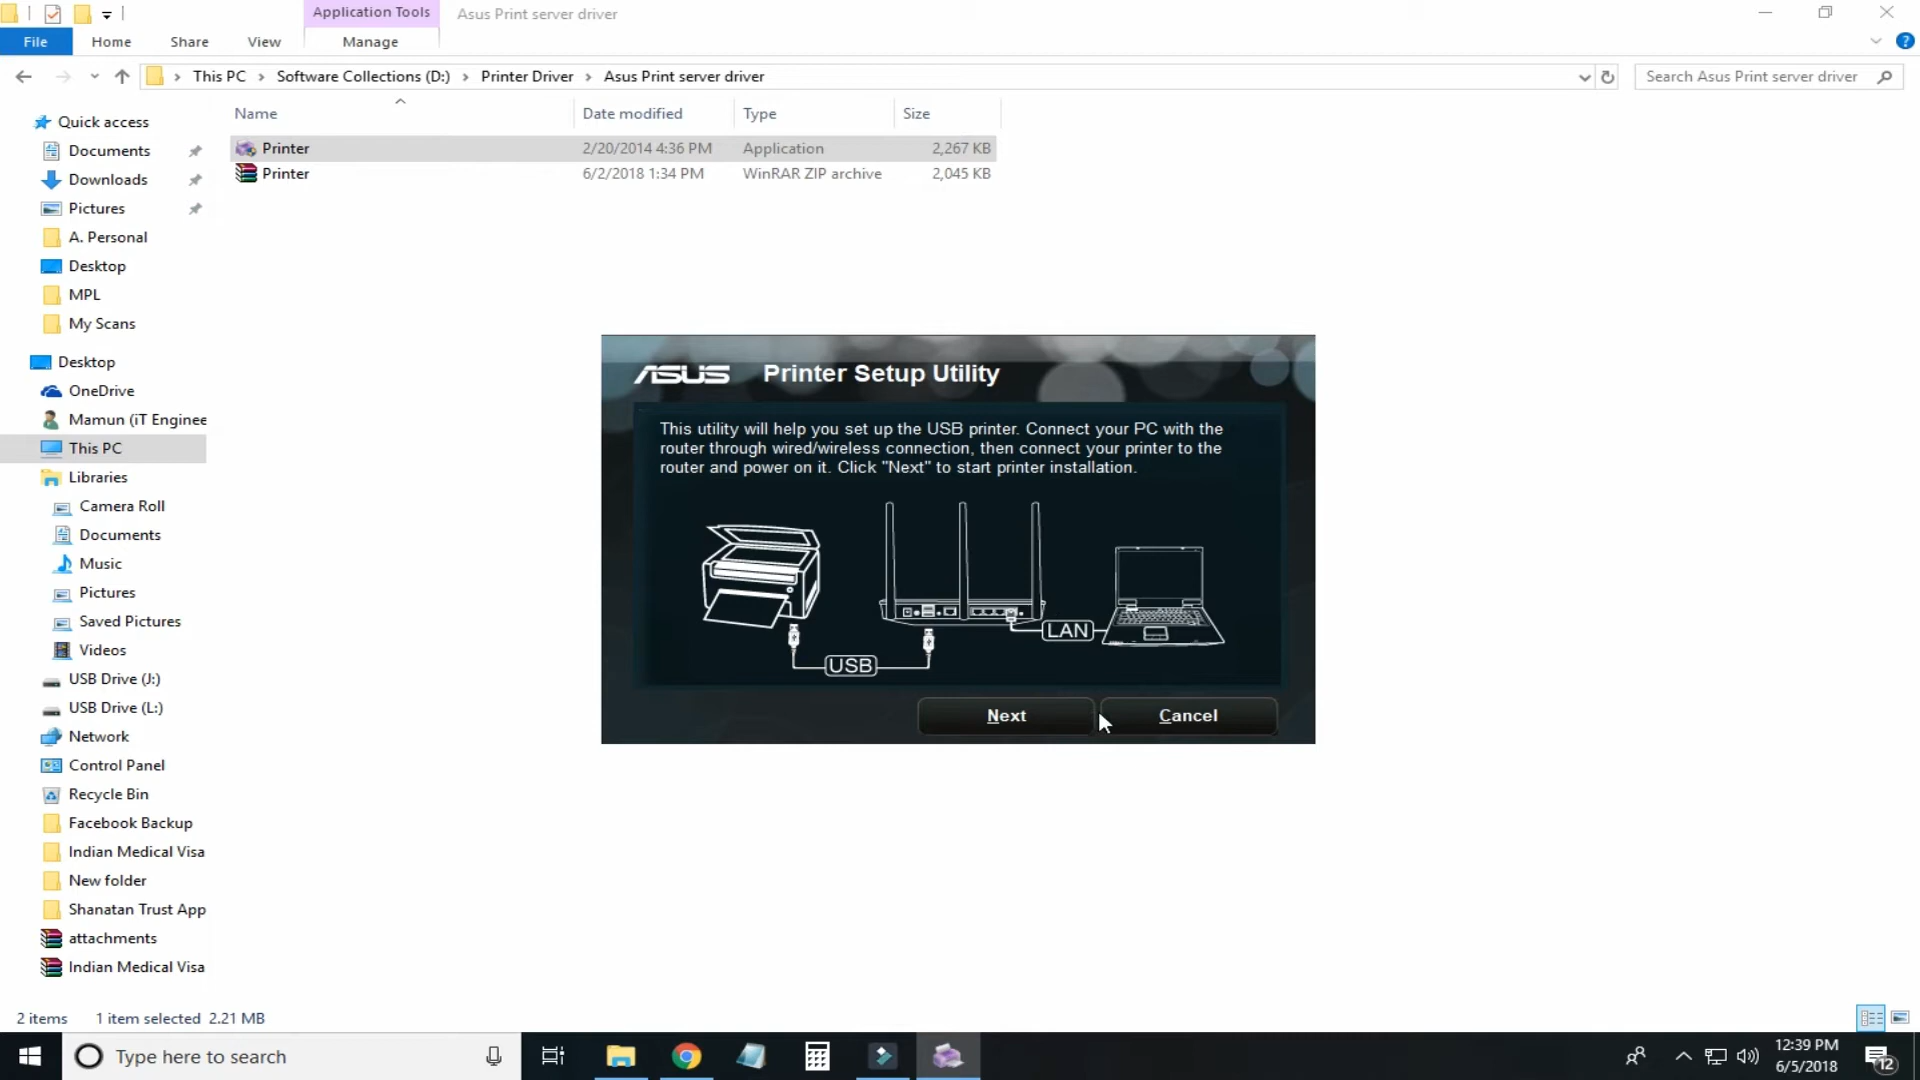 Application Tools
Asus Print server driver
File
Home
Share
View
Manage
?
This PC
Software Collections (D:)
Printer Driver
Asus Print server driver
Search Asus Print server driver
Name
Date modified
Type
Size
Printer
2/20/2014 4:36 PM
Application
2,267 KB
Printer
6/2/2018 1:34 PM
WinRAR ZIP archive
2,045 KB
Quick access
Documents
Downloads
Pictures
A. Personal
Desktop
MPL
My Scans
Desktop
OneDrive
Mamun (iT Enginee
This PC
Libraries
Camera Roll
Documents
Music
Pictures
Saved Pictures
Videos
USB Drive (J:)
USB Drive (L:)
Network
Control Panel
Recycle Bin
Facebook Backup
Indian Medical Visa
New folder
Shanatan Trust App
attachments
Indian Medical Visa
ASUS
Printer Setup Utility
This utility will help you set up the USB printer. Connect your PC with the
router through wired/wireless connection, then connect your printer to the
router and power on it. Click "Next" to start printer installation.
LAN
USB
Next
Cancel
2 items
1 item selected 2.21 MB
Type here to search
12:39 PM
6/5/2018
12